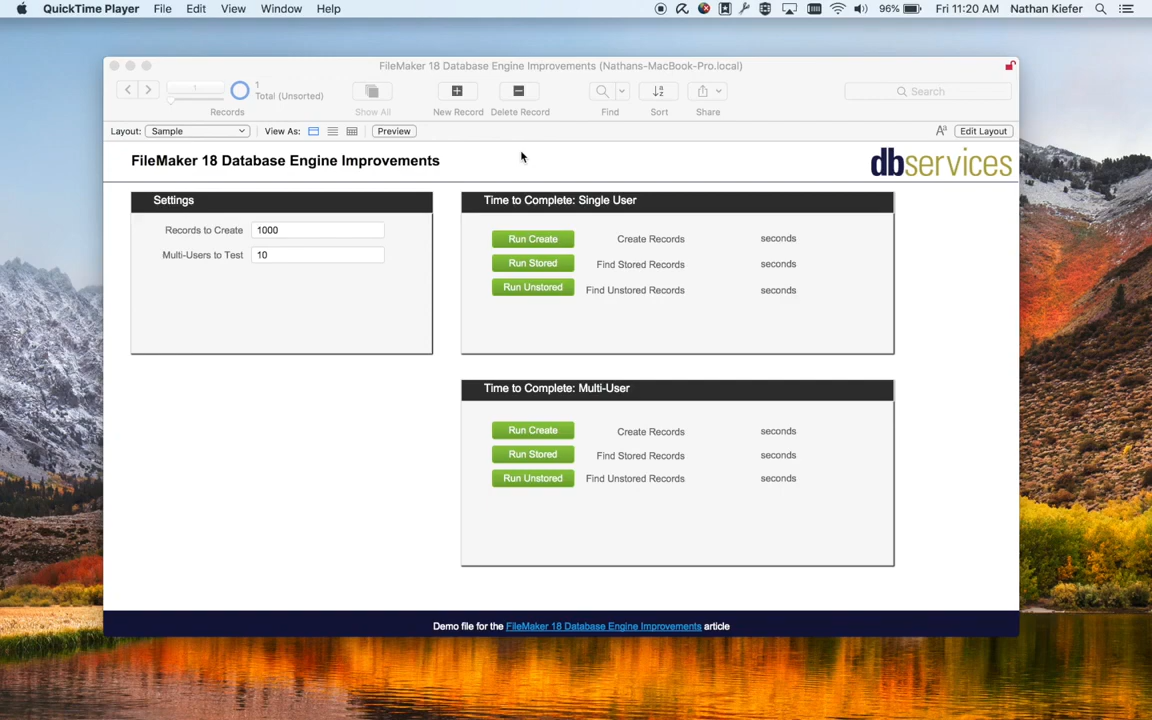 QuickTime Player File Edit View Window Help 96% Fri 11:20 AM Nathan Kiefer
FileMaker 18 Database Engine Improvements (Nathans-MacBook-Pro.local)
1 1 Total (Unsorted)
Records Show All New Record Delete Record Find Sort Share Search
Layout: Sample View As: Preview Aa Edit Layout
FileMaker 18 Database Engine Improvements dbservices
Settings
Records to Create 1000
Multi-Users to Test 10
Time to Complete: Single User
Run Create Create Records seconds
Run Stored Find Stored Records seconds
Run Unstored Find Unstored Records seconds
Time to Complete: Multi-User
Run Create Create Records seconds
Run Stored Find Stored Records seconds
Run Unstored Find Unstored Records seconds
Demo file for the FileMaker 18 Database Engine Improvements article